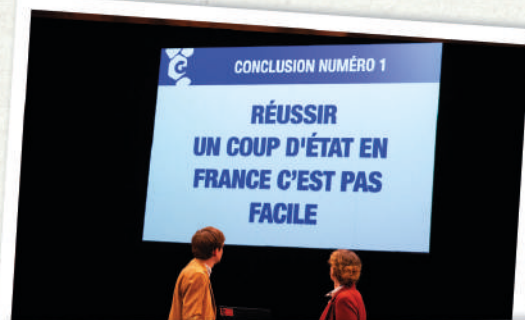 CONCLUSION NUMÉRO 1
RÉUSSIR
UN COUP D'ÉTAT EN
FRANCE C'EST PAS
FACILE